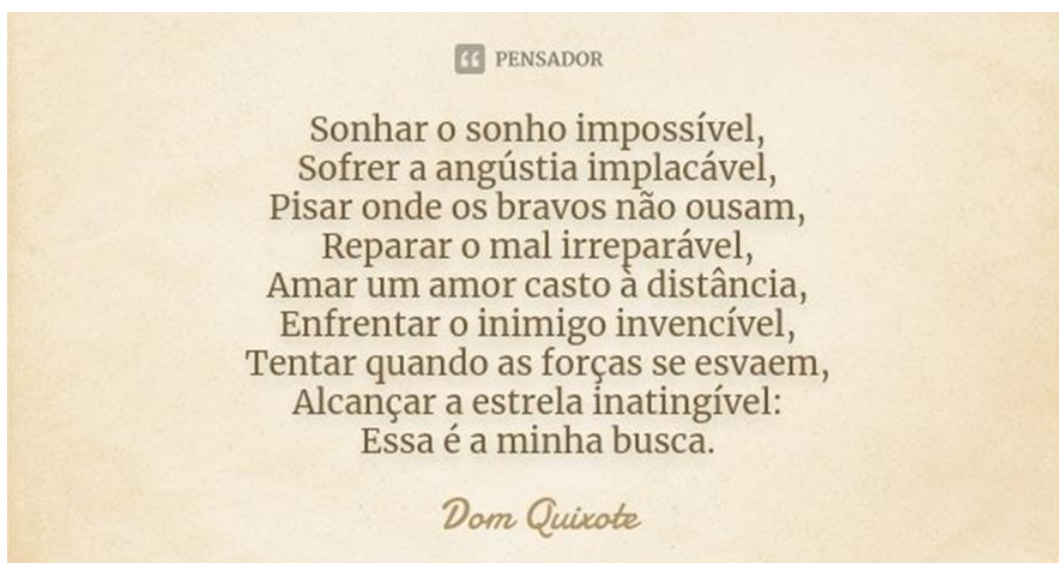 PENSADOR
Sonhar o sonho impossível,
Sofrer a angústia implacável,
Pisar onde os bravos não ousam,
Reparar o mal irreparável,
Amar um amor casto à distância,
Enfrentar o inimigo invencível,
Tentar quando as forças se esvaem,
Alcançar a estrela inatingível:
Essa é a minha busca.
Dom Quixote